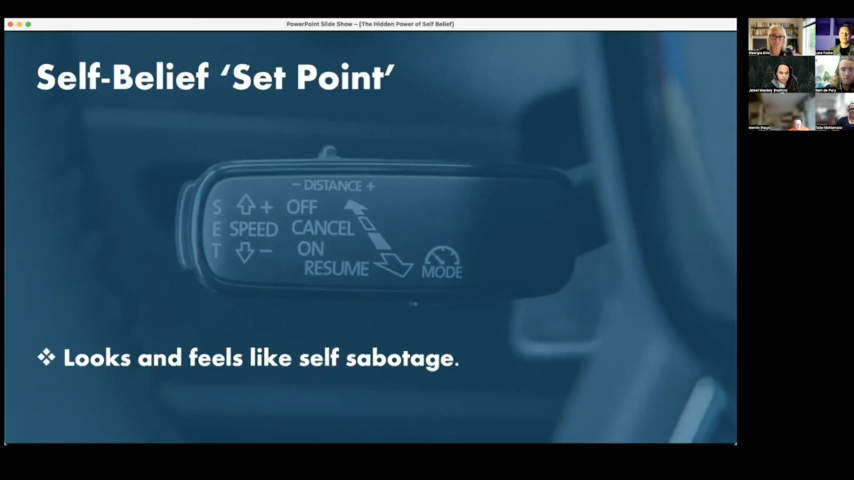 PowerPoint Slide Show - [The Hidden Power of Self Belief]
Self-Belief ‘Set Point’
– DISTANCE +
SET
SPEED
+
–
OFF
CANCEL
ON
RESUME
MODE
❖ Looks and feels like self sabotage.